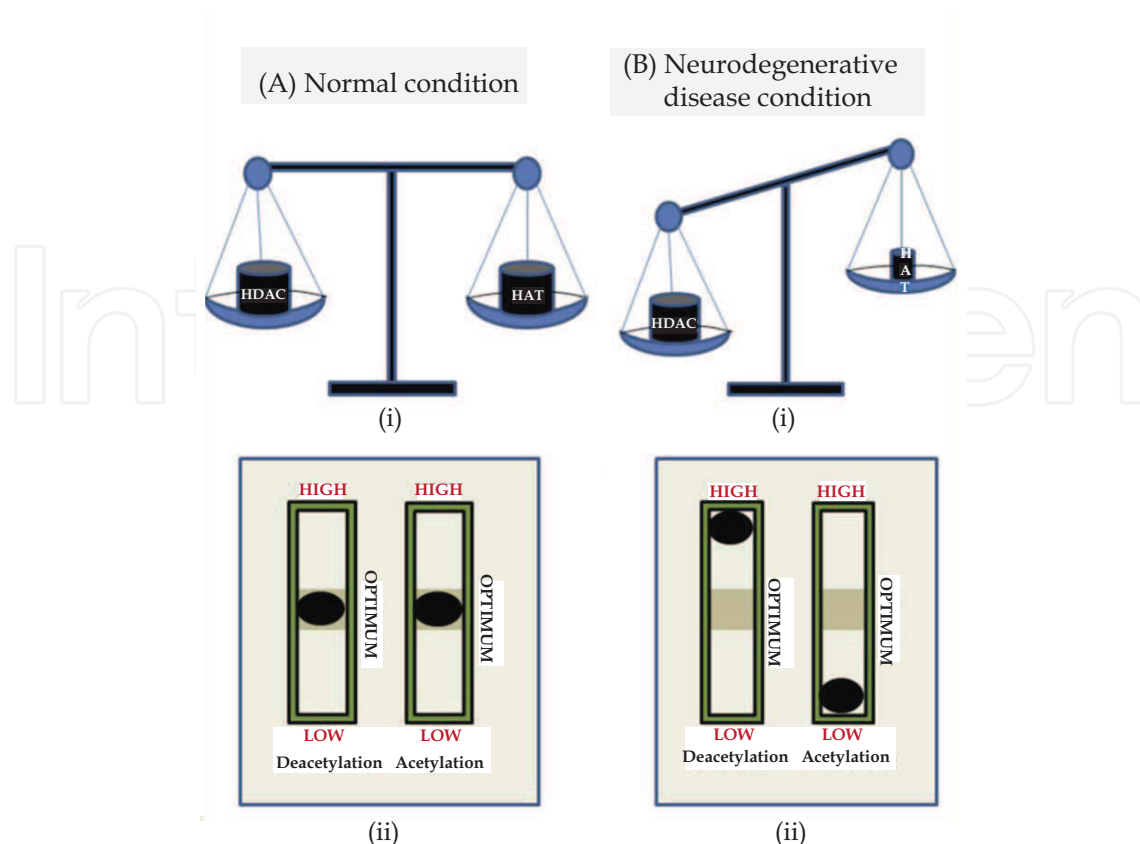 (A) Normal condition
(B) Neurodegenerative
disease condition
HDAC
HAT
(i)
HDAC
H
A
T
(i)
HIGH
HIGH
OPTIMUM
OPTIMUM
LOW
LOW
Deacetylation
Acetylation
(ii)
HIGH
HIGH
OPTIMUM
OPTIMUM
LOW
LOW
Deacetylation
Acetylation
(ii)